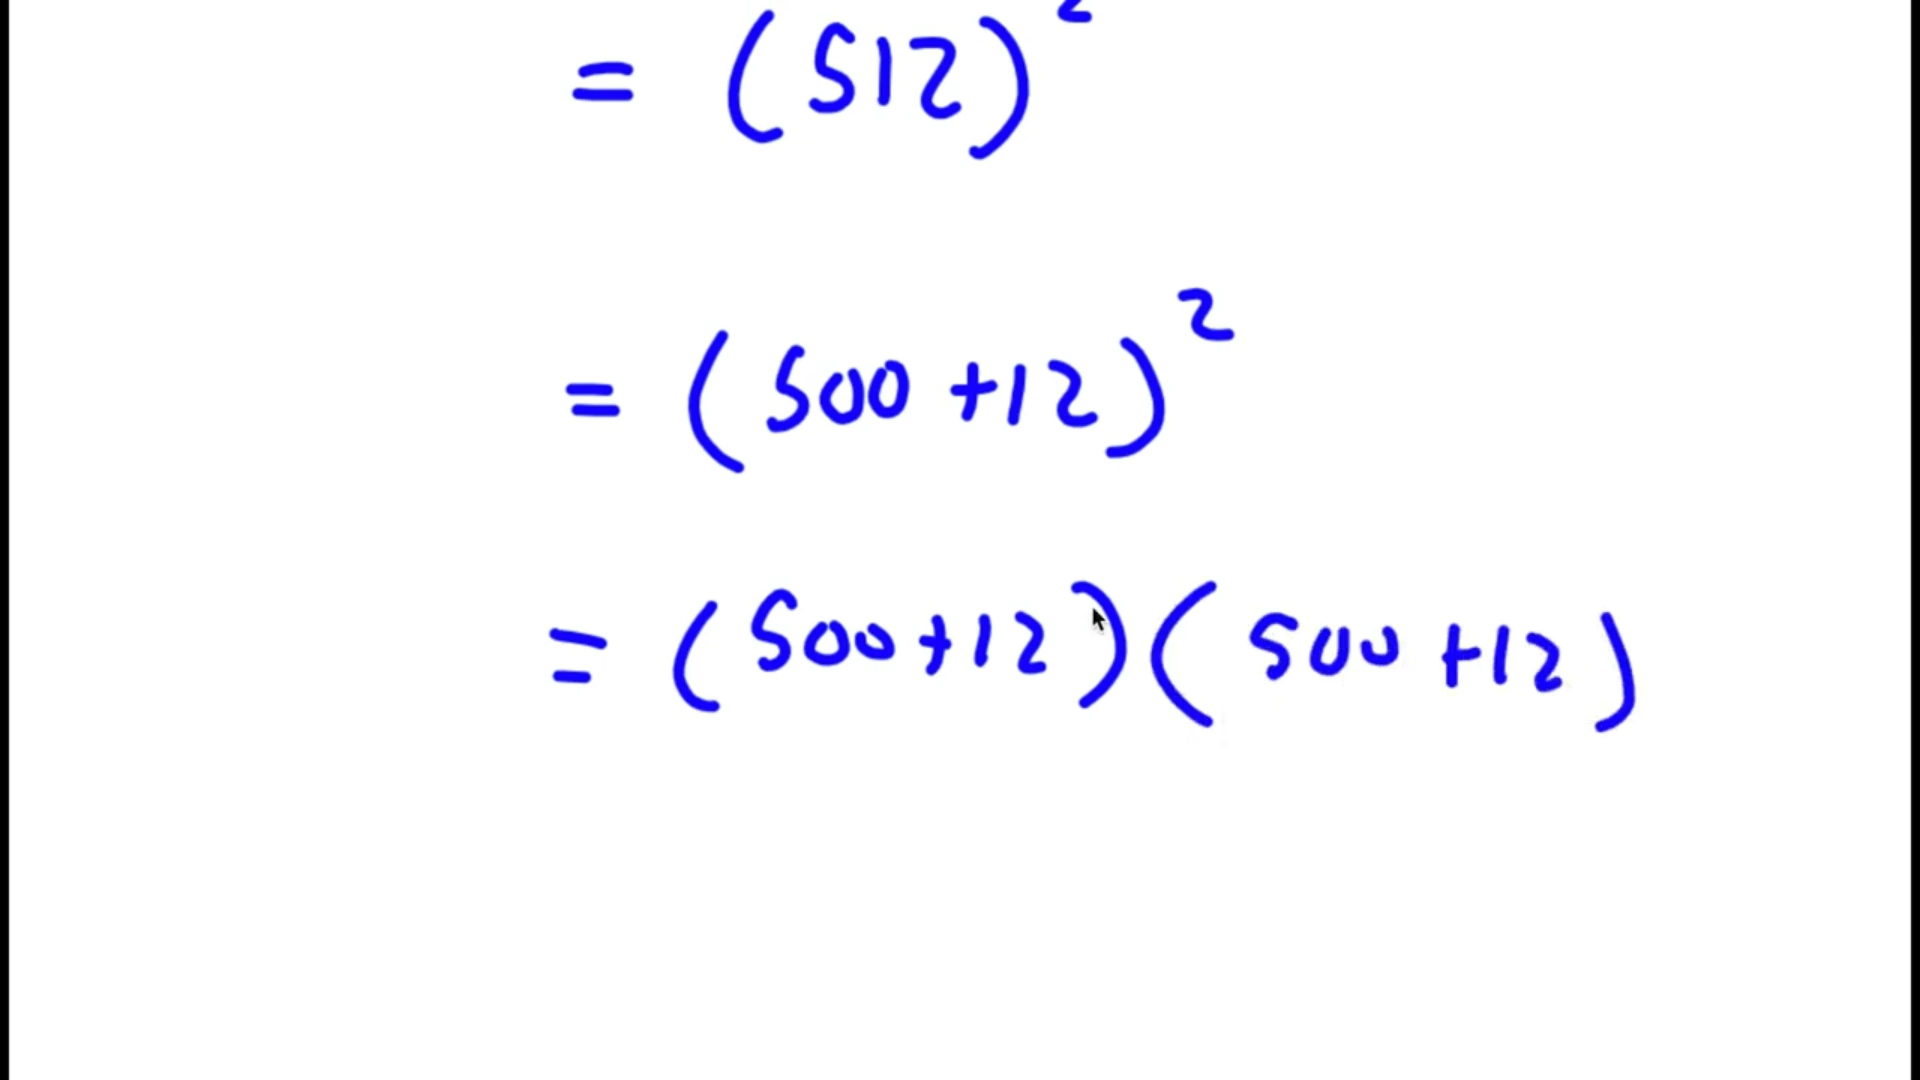 = (512)²
= (500 +12)²
= (500+12)(500 +12)